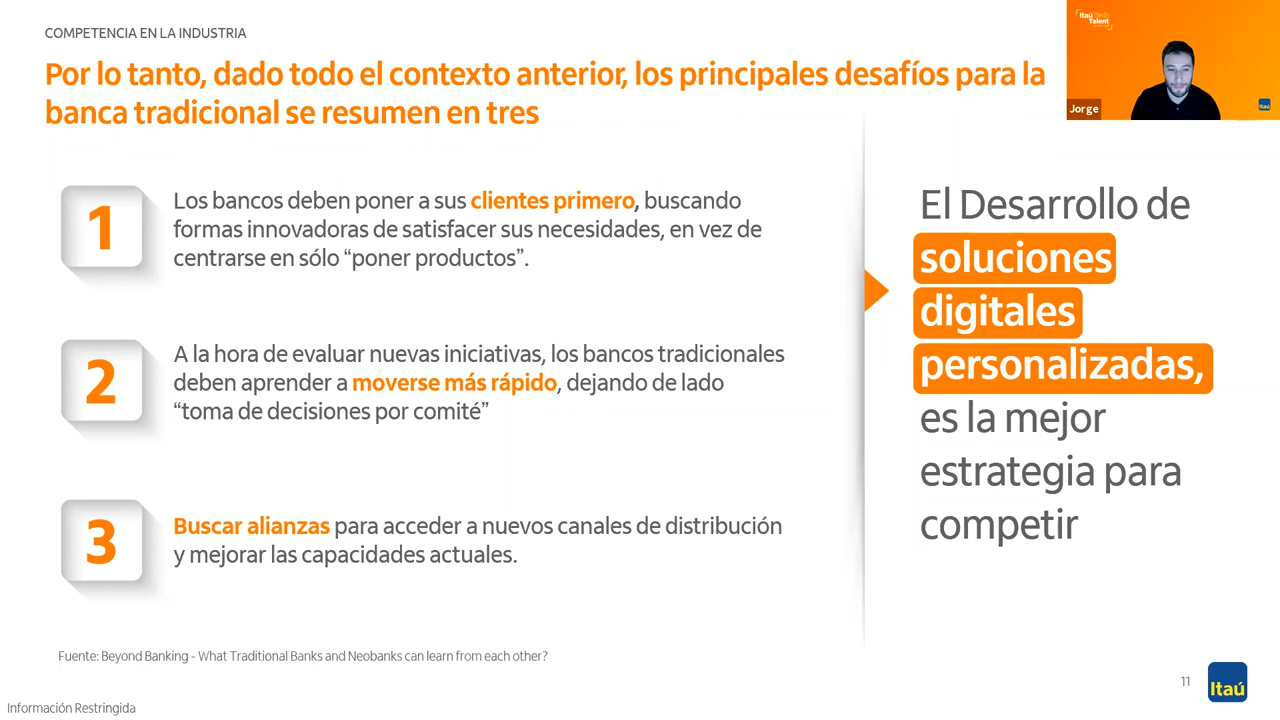 COMPETENCIA EN LA INDUSTRIA
Por lo tanto, dado todo el contexto anterior, los principales desafíos para la
banca tradicional se resumen en tres
Itaú Tech
Talent
Jorge
Itaú
1
Los bancos deben poner a sus clientes primero, buscando
formas innovadoras de satisfacer sus necesidades, en vez de
centrarse en sólo “poner productos”.
2
A la hora de evaluar nuevas iniciativas, los bancos tradicionales
deben aprender a moverse más rápido, dejando de lado
“toma de decisiones por comité”
3
Buscar alianzas para acceder a nuevos canales de distribución
y mejorar las capacidades actuales.
El Desarrollo de
soluciones
digitales
personalizadas,
es la mejor
estrategia para
competir
Fuente: Beyond Banking - What Traditional Banks and Neobanks can learn from each other?
11
Itaú
Información Restringida